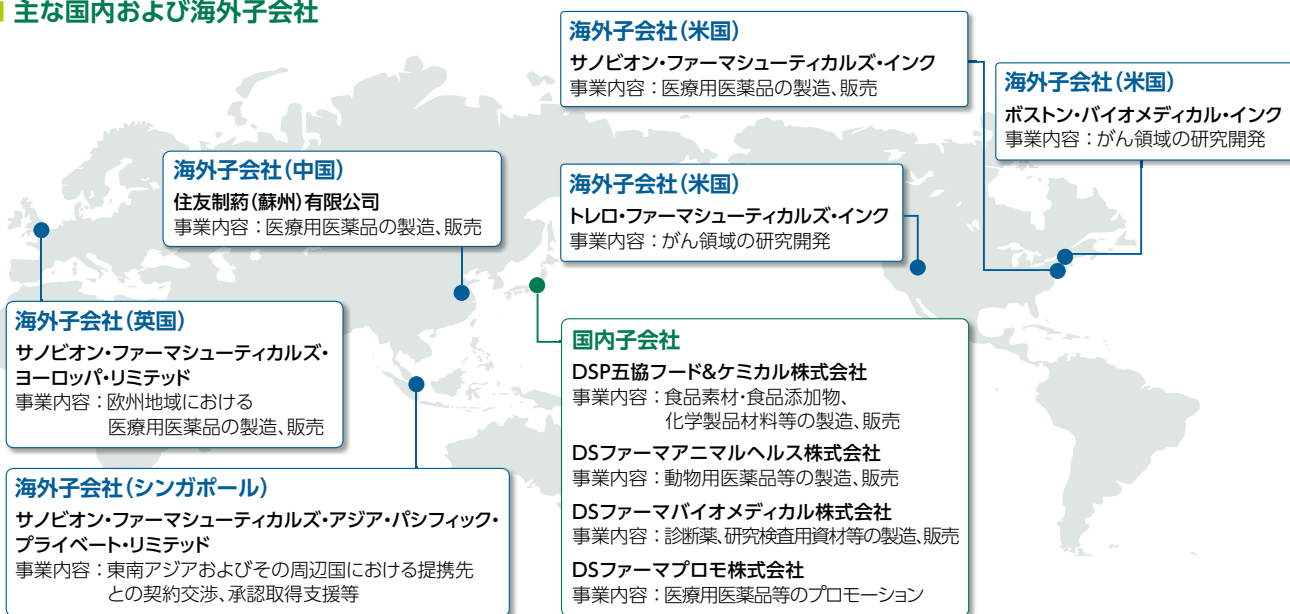 主な国内および海外子会社
海外子会社(米国)
サノビオン・ファーマシューティカルズ・インク
事業内容：医療用医薬品の製造、販売
海外子会社(米国)
ボストン・バイオメディカル・インク
事業内容：がん領域の研究開発
海外子会社(中国)
住友制葯(蘇州)有限公司
事業内容：医療用医薬品の製造、販売
海外子会社(米国)
トレロ・ファーマシューティカルズ・インク
事業内容：がん領域の研究開発
海外子会社(英国)
サノビオン・ファーマシューティカルズ・
ヨーロッパ・リミテッド
事業内容：欧州地域における
医療用医薬品の製造、販売
海外子会社(シンガポール)
サノビオン・ファーマシューティカルズ・アジア・パシフィック・
プライベート・リミテッド
事業内容：東南アジアおよびその周辺国における提携先
との契約交渉、承認取得支援等
国内子会社
DSP五協フード&ケミカル株式会社
事業内容：食品素材・食品添加物、
化学製品材料等の製造、販売
DSファーマアニマルヘルス株式会社
事業内容：動物用医薬品等の製造、販売
DSファーマバイオメディカル株式会社
事業内容：診断薬、研究検査用資材等の製造、販売
DSファーマプロモ株式会社
事業内容：医療用医薬品等のプロモーション